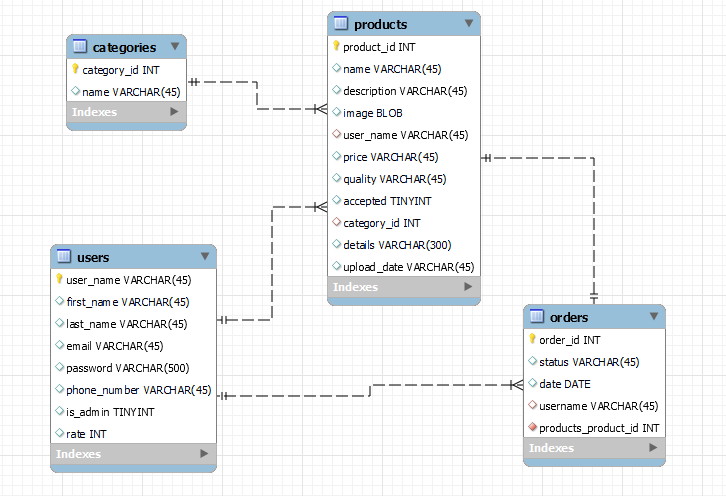 categories
category_id INT
name VARCHAR(45)
Indexes
products
product_id INT
name VARCHAR(45)
description VARCHAR(45)
image BLOB
user_name VARCHAR(45)
price VARCHAR(45)
quality VARCHAR(45)
accepted TINYINT
category_id INT
details VARCHAR(300)
upload_date VARCHAR(45)
Indexes
users
user_name VARCHAR(45)
first_name VARCHAR(45)
last_name VARCHAR(45)
email VARCHAR(45)
password VARCHAR(500)
phone_number VARCHAR(45)
is_admin TINYINT
rate INT
Indexes
orders
order_id INT
status VARCHAR(45)
date DATE
username VARCHAR(45)
products_product_id INT
Indexes